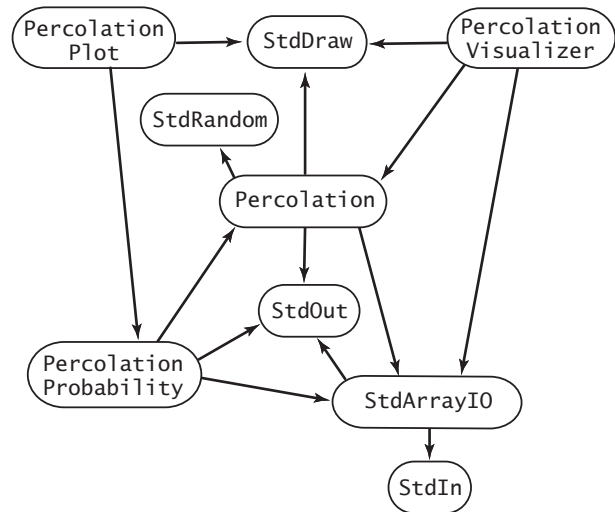 Percolation
Plot
StdDraw
Percolation
Visualizer
StdRandom
Percolation
StdOut
Percolation
Probability
StdArrayIO
StdIn